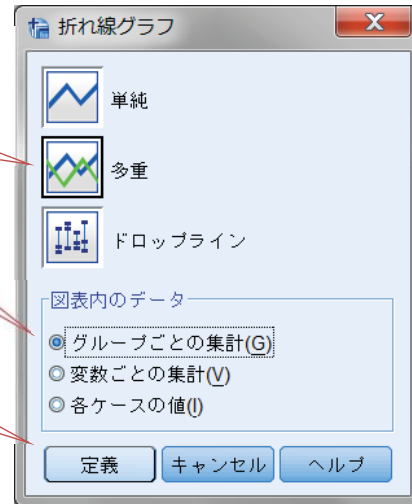 折れ線グラフ
単純
多重
ドロップライン
図表内のデータ
グループごとの集計(G)
変数ごとの集計(V)
各ケースの値(I)
定義 キャンセル ヘルプ